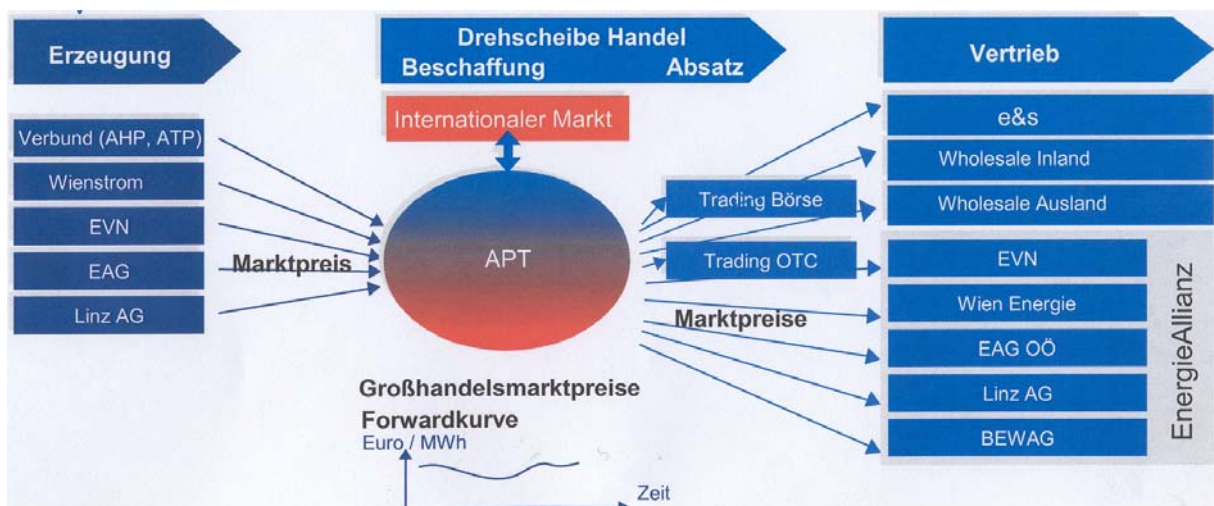 Erzeugung
Drehscheibe Handel
Beschaffung Absatz
Vertrieb
Internationaler Markt
Verbund (AHP, ATP)
Wienstrom
EVN
EAG
Linz AG
Marktpreis
APT
Trading Börse
Trading OTC
Marktpreise
e&s
Wholesale Inland
Wholesale Ausland
EVN
Wien Energie
EAG OÖ
Linz AG
BEWAG
EnergieAllianz
Großhandelsmarktpreise
Forwardkurve
Euro / MWh
Zeit